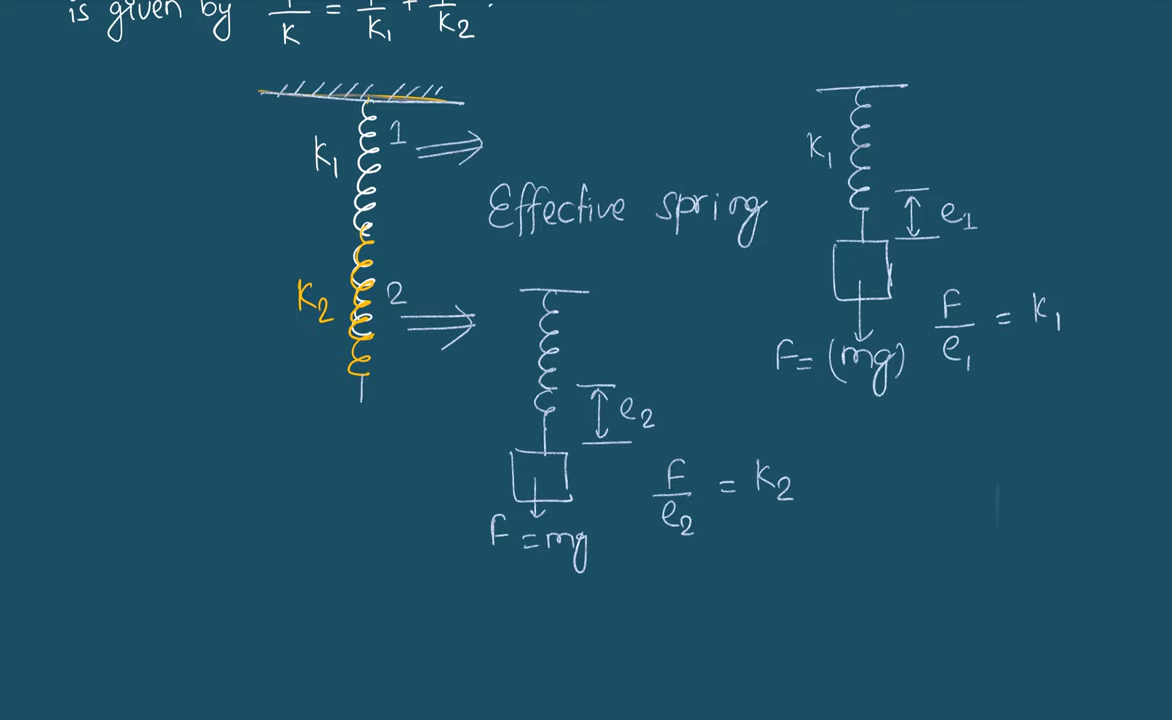 is given by 1/K = 1/K₁ + 1/K₂.
K₁
1
K₁
Effective spring
e₁
K₂
2
F/e₁ = K₁
F = (mg)
e₂
F/e₂ = K₂
F = mg